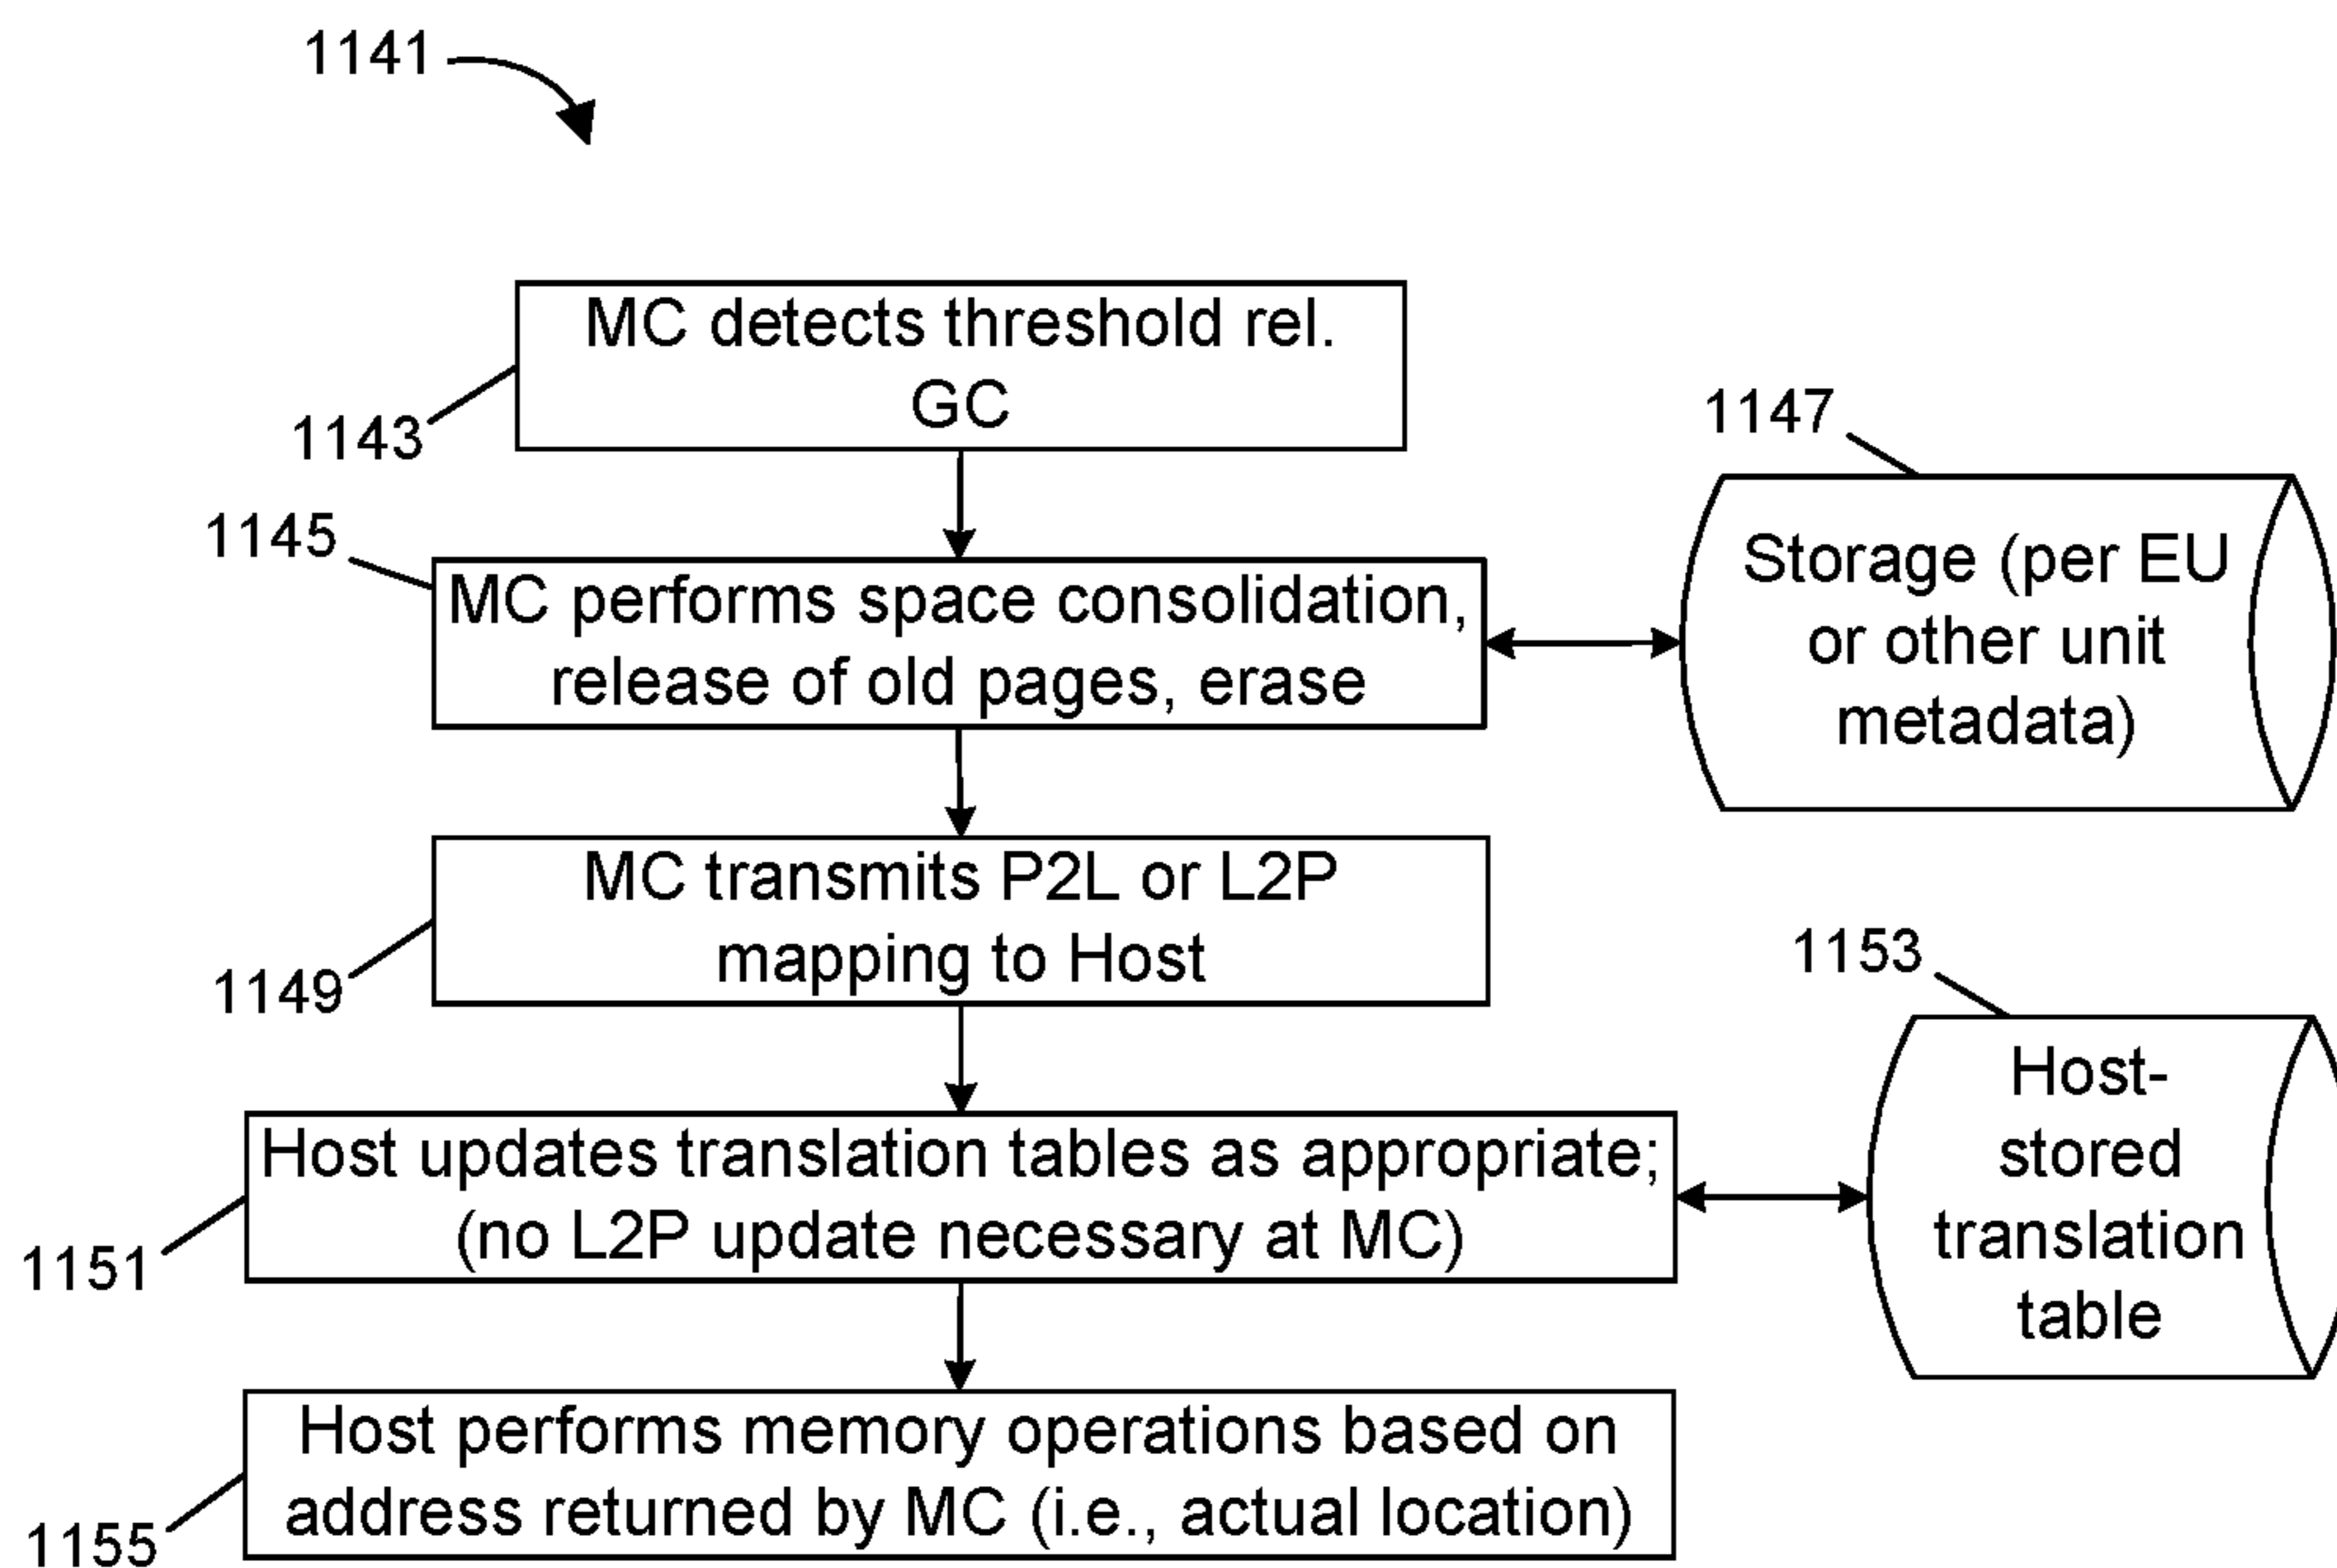 1141
MC detects threshold rel.
GC
1143
1147
1145
MC performs space consolidation,
release of old pages, erase
Storage (per EU
or other unit
metadata)
MC transmits P2L or L2P
mapping to Host
1149
1153
Host updates translation tables as appropriate;
(no L2P update necessary at MC)
1151
Host-
stored
translation
table
Host performs memory operations based on
address returned by MC (i.e., actual location)
1155